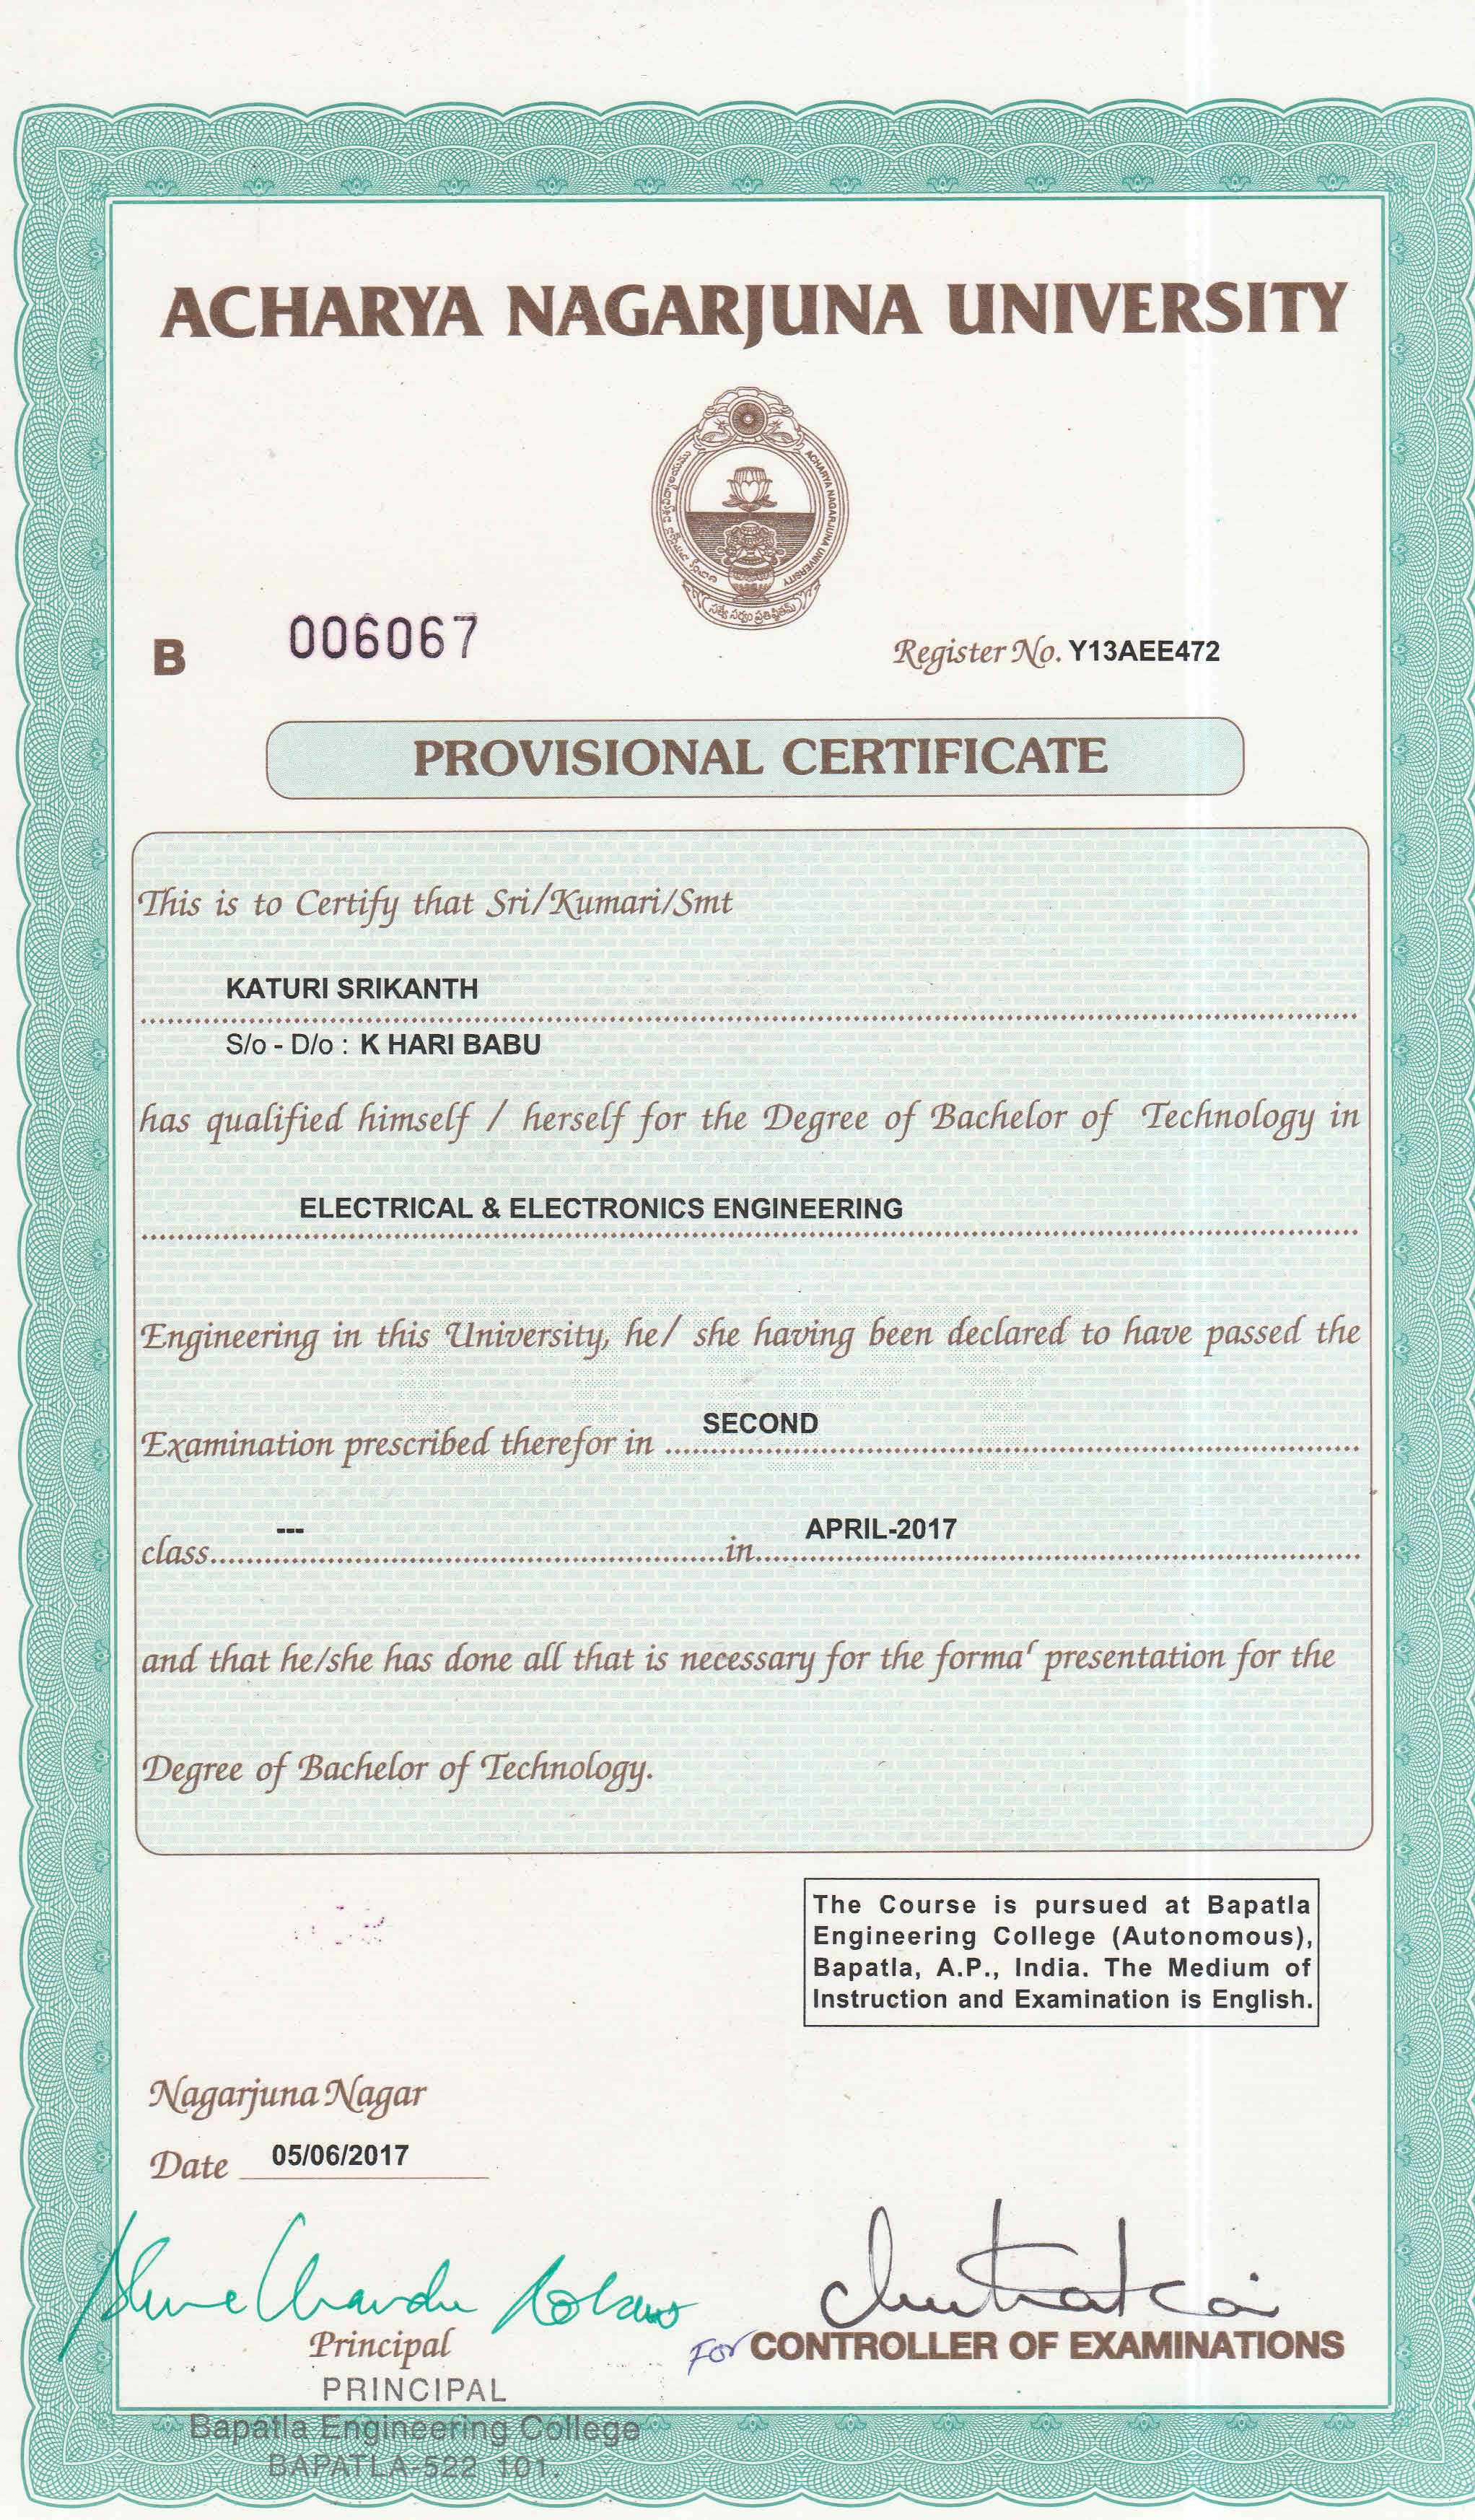 ACHARYA NAGARJUNA UNIVERSITY
ACHARYA NAGARJUNA UNIVERSITY
B 006067
Register No. Y13AEE472
PROVISIONAL CERTIFICATE
This is to Certify that Sri/Kumari/Smt
KATURI SRIKANTH
S/o - D/o : K HARI BABU
has qualified himself / herself for the Degree of Bachelor of Technology in
ELECTRICAL & ELECTRONICS ENGINEERING
Engineering in this University, he/ she having been declared to have passed the
Examination prescribed therefor in SECOND
class --- in APRIL-2017
and that he/she has done all that is necessary for the formal presentation for the
Degree of Bachelor of Technology.
The Course is pursued at Bapatla
Engineering College (Autonomous),
Bapatla, A.P., India. The Medium of
Instruction and Examination is English.
Nagarjuna Nagar
Date 05/06/2017
Principal
For CONTROLLER OF EXAMINATIONS
PRINCIPAL
Bapatla Engineering College
BAPATLA-522 101.